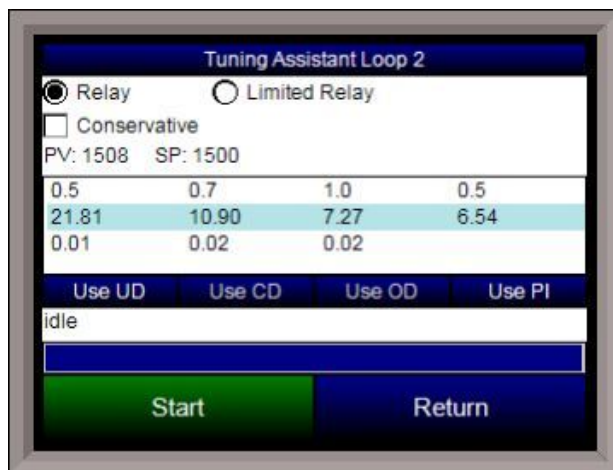 Tuning Assistant Loop 2
Relay Limited Relay
Conservative
PV: 1508 SP: 1500
0.5 0.7 1.0 0.5
21.81 10.90 7.27 6.54
0.01 0.02 0.02
Use UD Use CD Use OD Use PI
idle
Start Return